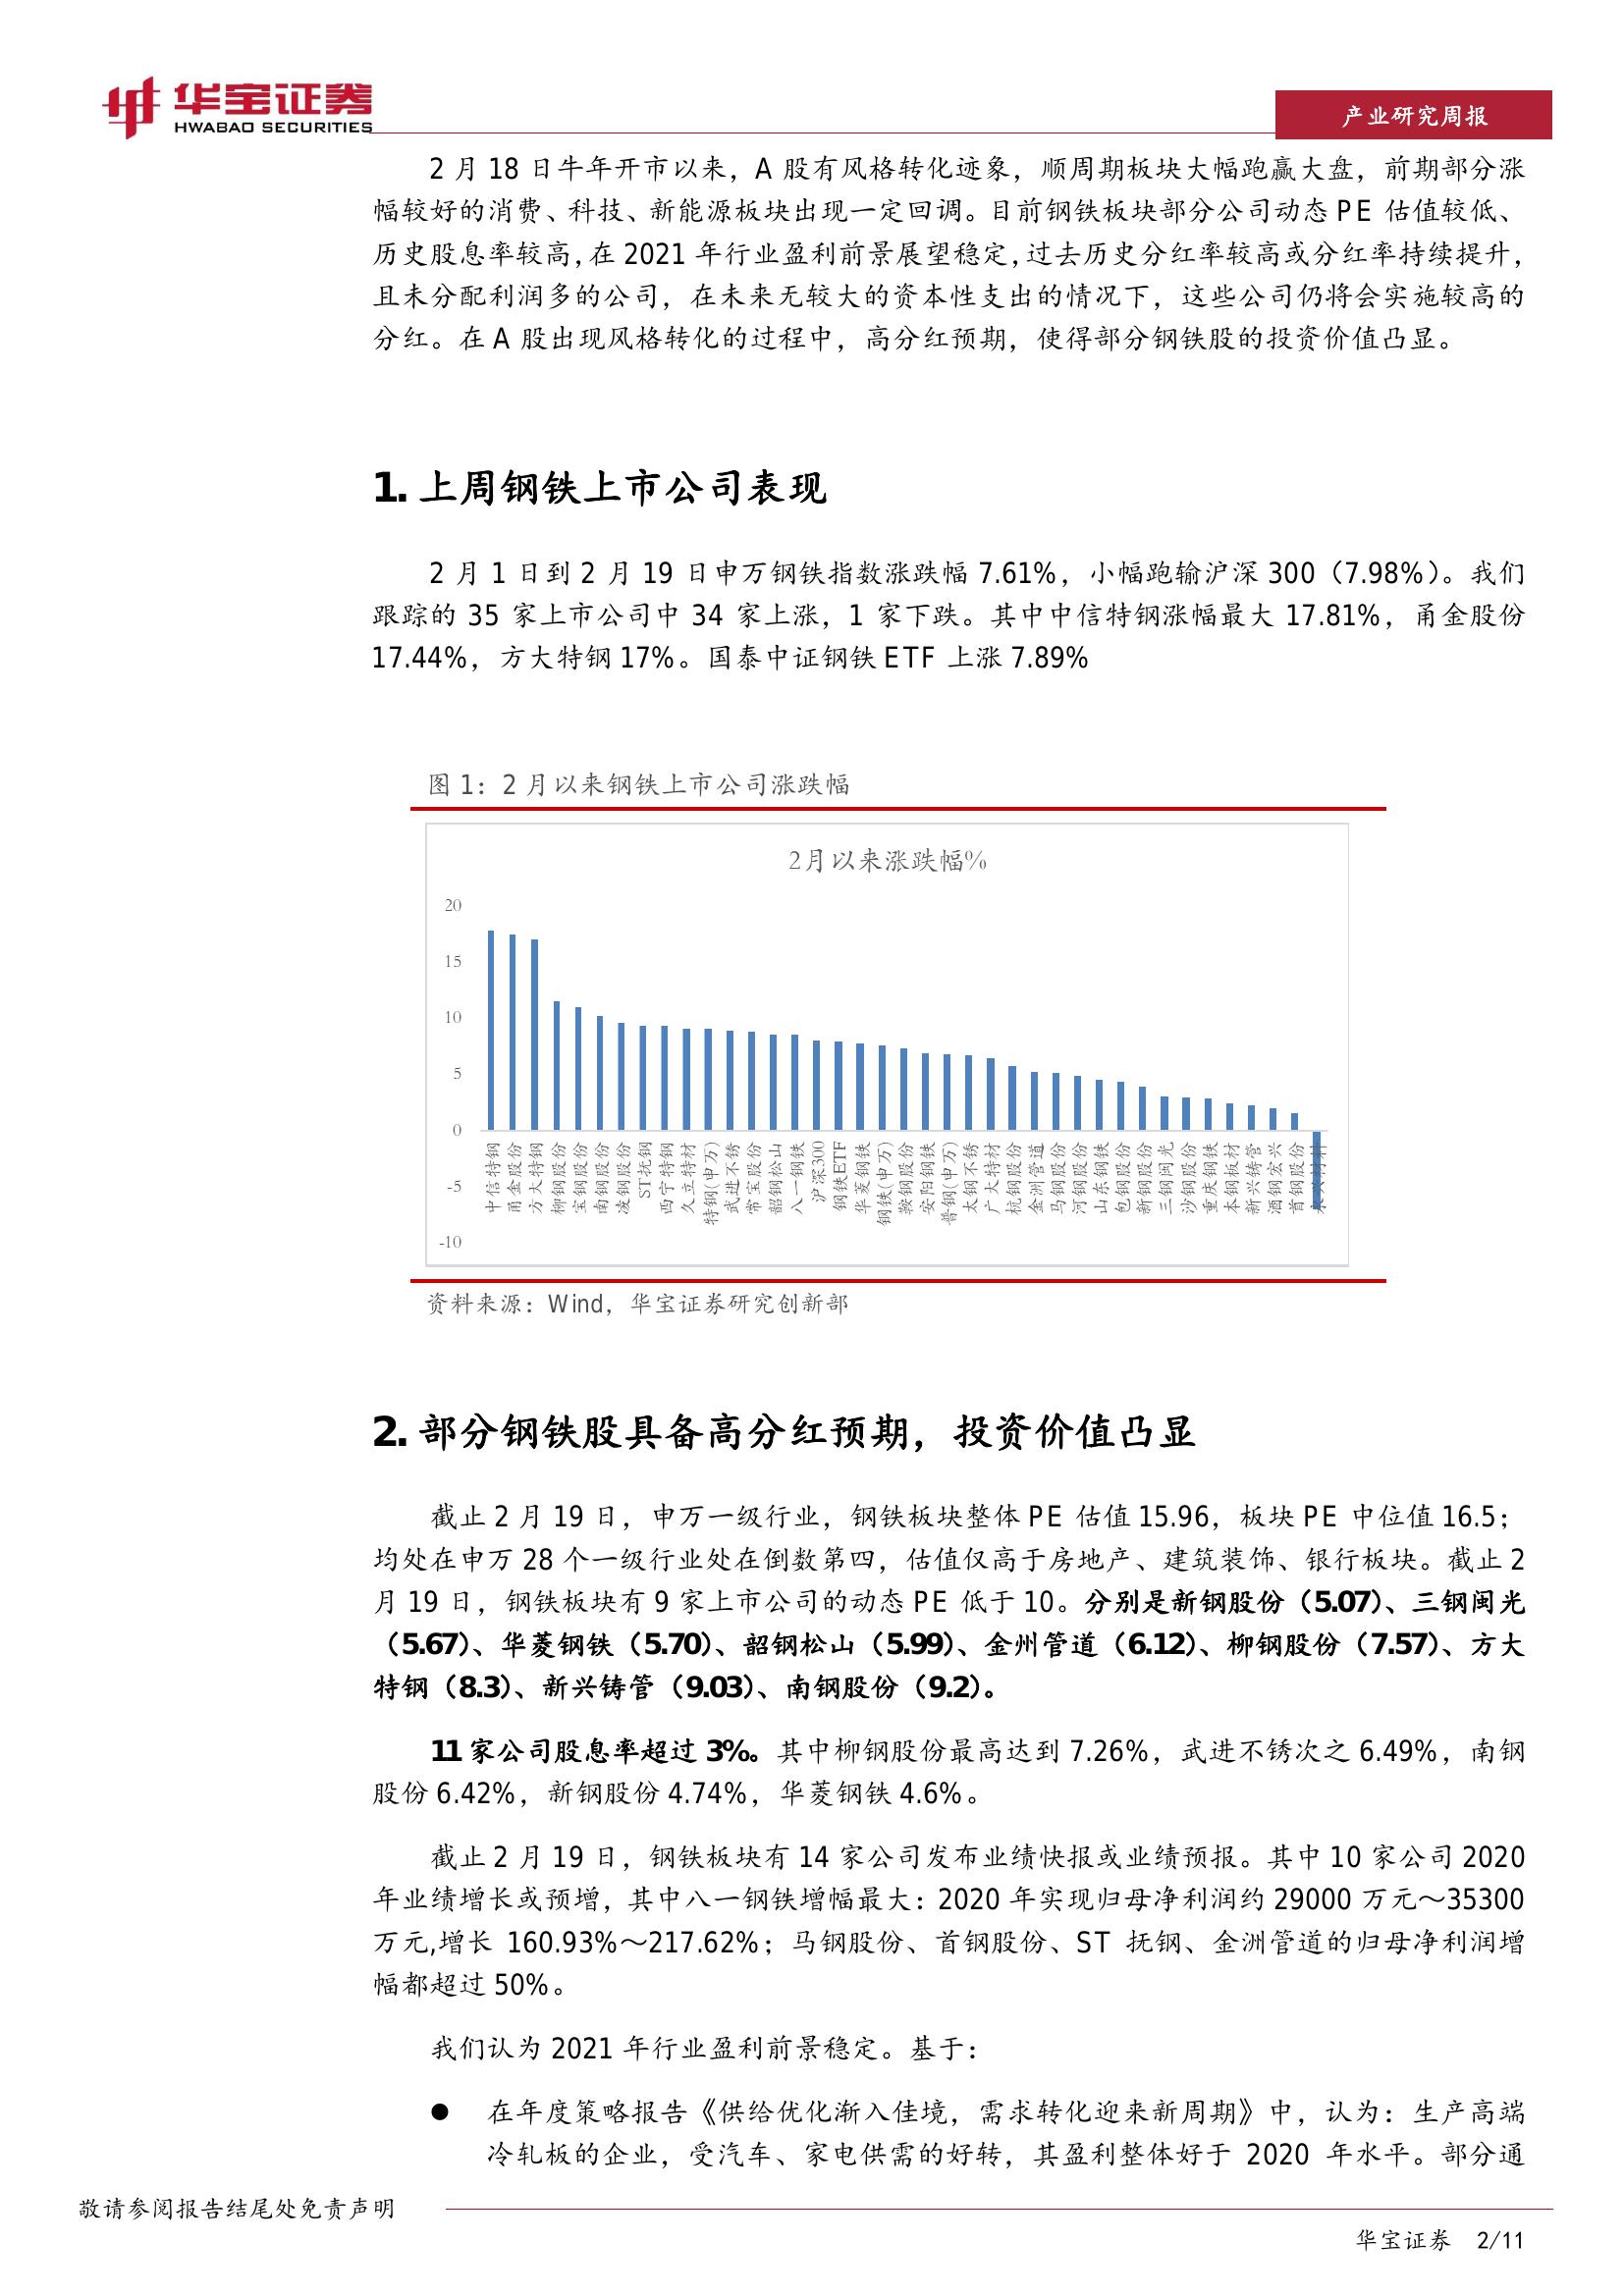 华宝证券
HWABAO SECURITIES
产业研究周报
2 月 18 日牛年开市以来，A 股有风格转化迹象，顺周期板块大幅跑赢大盘，前期部分涨
幅较好的消费、科技、新能源板块出现一定回调。目前钢铁板块部分公司动态 PE 估值较低、
历史股息率较高,在 2021 年行业盈利前景展望稳定,过去历史分红率较高或分红率持续提升，
且未分配利润多的公司，在未来无较大的资本性支出的情况下，这些公司仍将会实施较高的
分红。在 A 股出现风格转化的过程中，高分红预期，使得部分钢铁股的投资价值凸显。
1. 上周钢铁上市公司表现
2 月 1 日到 2 月 19 日申万钢铁指数涨跌幅 7.61%，小幅跑输沪深 300（7.98%）。我们
跟踪的 35 家上市公司中 34 家上涨，1 家下跌。其中中信特钢涨幅最大 17.81%，甬金股份
17.44%，方大特钢 17%。国泰中证钢铁 ETF 上涨 7.89%
图 1：2 月以来钢铁上市公司涨跌幅
2月以来涨跌幅%
20
15
10
5
0
-5
-10
中信特钢
甬金股份
方大特钢
柳钢股份
宝钢股份
南钢股份
凌钢股份
ST抚钢
西宁特钢
久立特材
特钢(申万)
武进不锈
常宝股份
韶钢松山
八一钢铁
沪深300
钢铁ETF
华菱钢铁
钢铁(申万)
鞍钢股份
安阳钢铁
普钢(申万)
太钢不锈
广大特材
杭钢股份
金洲管道
马钢股份
河钢股份
山东钢铁
包钢股份
新钢股份
三钢闽光
沙钢股份
重庆钢铁
本钢板材
新兴铸管
酒钢宏兴
首钢股份
资料来源：Wind，华宝证券研究创新部
2. 部分钢铁股具备高分红预期，投资价值凸显
截止 2 月 19 日，申万一级行业，钢铁板块整体 PE 估值 15.96，板块 PE 中位值 16.5；
均处在申万 28 个一级行业处在倒数第四，估值仅高于房地产、建筑装饰、银行板块。截止 2
月 19 日，钢铁板块有 9 家上市公司的动态 PE 低于 10。分别是新钢股份（5.07）、三钢闽光
（5.67）、华菱钢铁（5.70）、韶钢松山（5.99）、金州管道（6.12）、柳钢股份（7.57）、方大
特钢（8.3）、新兴铸管（9.03）、南钢股份（9.2）。
11 家公司股息率超过 3%。其中柳钢股份最高达到 7.26%，武进不锈次之 6.49%，南钢
股份 6.42%，新钢股份 4.74%，华菱钢铁 4.6%。
截止 2 月 19 日，钢铁板块有 14 家公司发布业绩快报或业绩预报。其中 10 家公司 2020
年业绩增长或预增，其中八一钢铁增幅最大：2020 年实现归母净利润约 29000 万元～35300
万元,增长 160.93%～217.62%；马钢股份、首钢股份、ST 抚钢、金洲管道的归母净利润增
幅都超过 50%。
我们认为 2021 年行业盈利前景稳定。基于：
● 在年度策略报告《供给优化渐入佳境，需求转化迎来新周期》中，认为：生产高端
冷轧板的企业，受汽车、家电供需的好转，其盈利整体好于 2020 年水平。部分通
敬请参阅报告结尾处免责声明
华宝证券 2/11